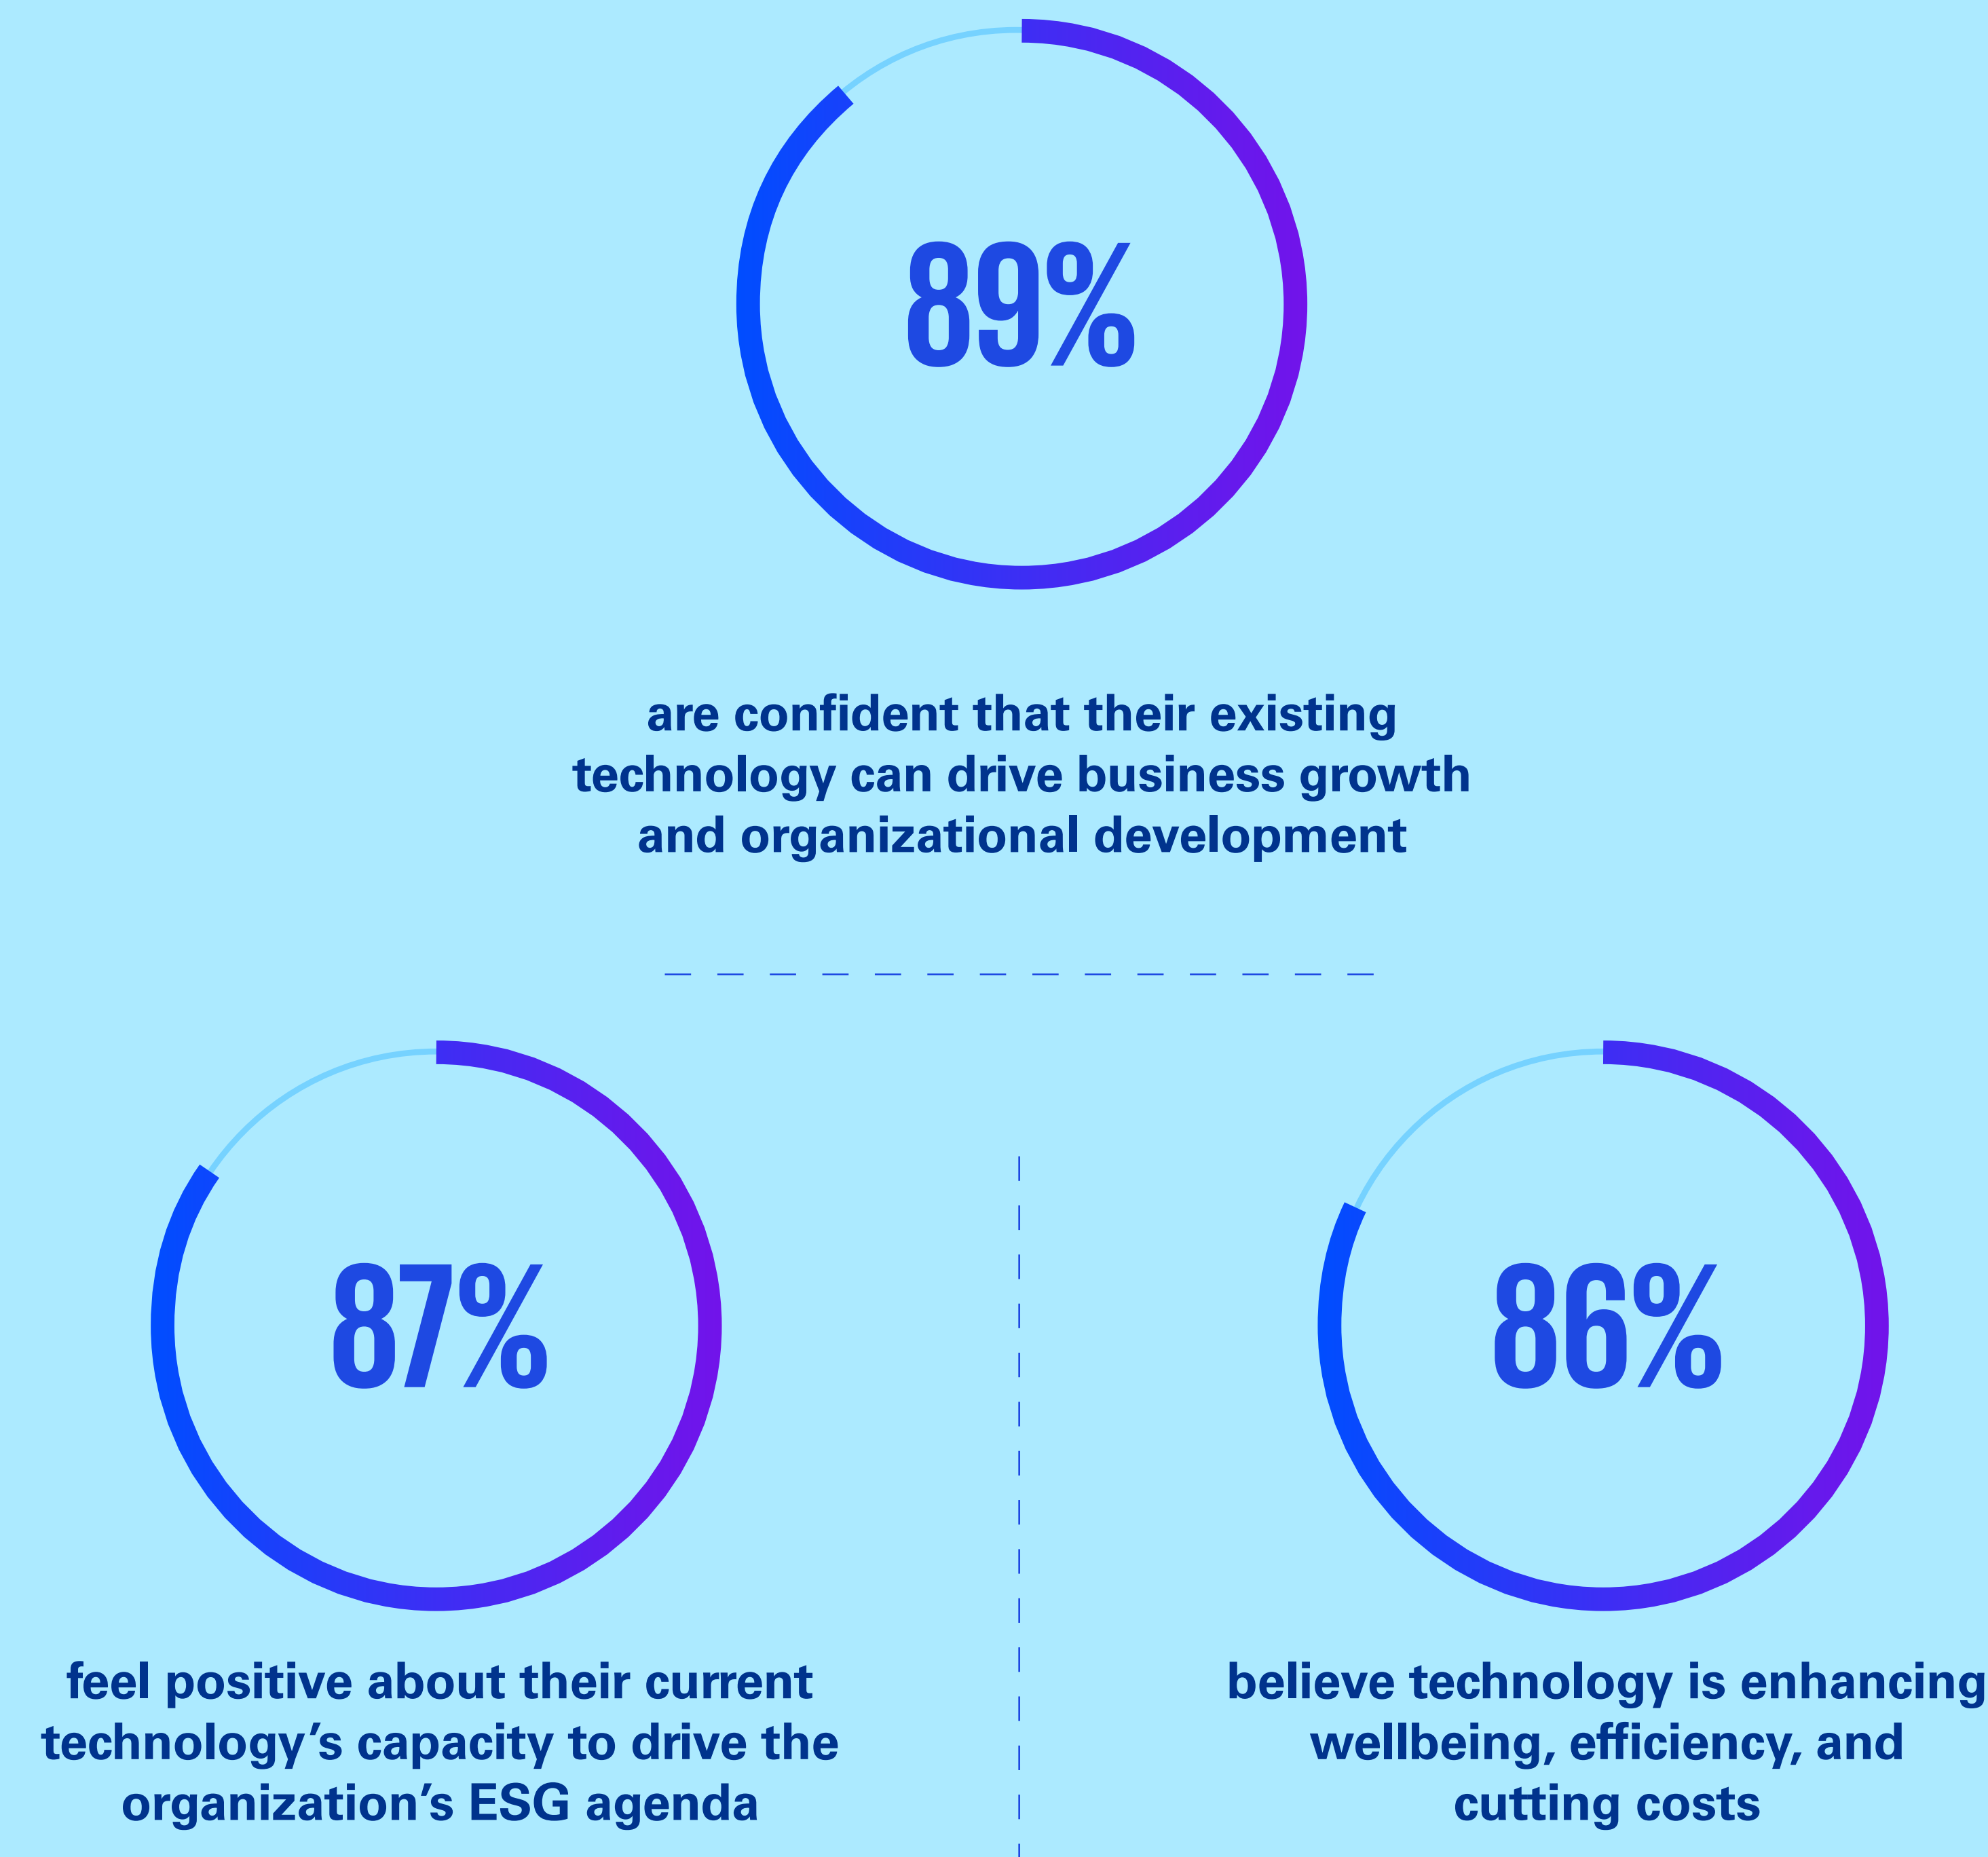 89%
are confident that their existing
technology can drive business growth
and organizational development
87%
feel positive about their current
technology’s capacity to drive the
organization’s ESG agenda
86%
believe technology is enhancing
wellbeing, efficiency, and
cutting costs